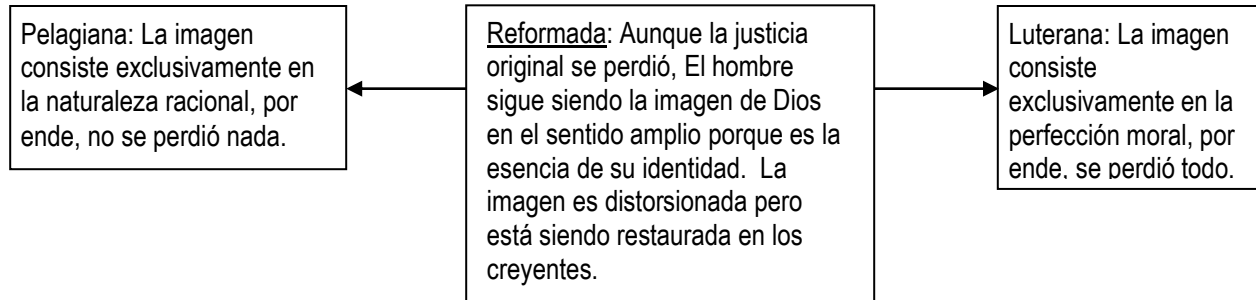 Pelagiana: La imagen
consiste exclusivamente en
la naturaleza racional, por
ende, no se perdió nada.
Reformada: Aunque la justicia
original se perdió, El hombre
sigue siendo la imagen de Dios
en el sentido amplio porque es la
esencia de su identidad.  La
imagen es distorsionada pero
está siendo restaurada en los
creyentes.
Luterana: La imagen
consiste
exclusivamente en la
perfección moral, por
ende, se perdió todo.